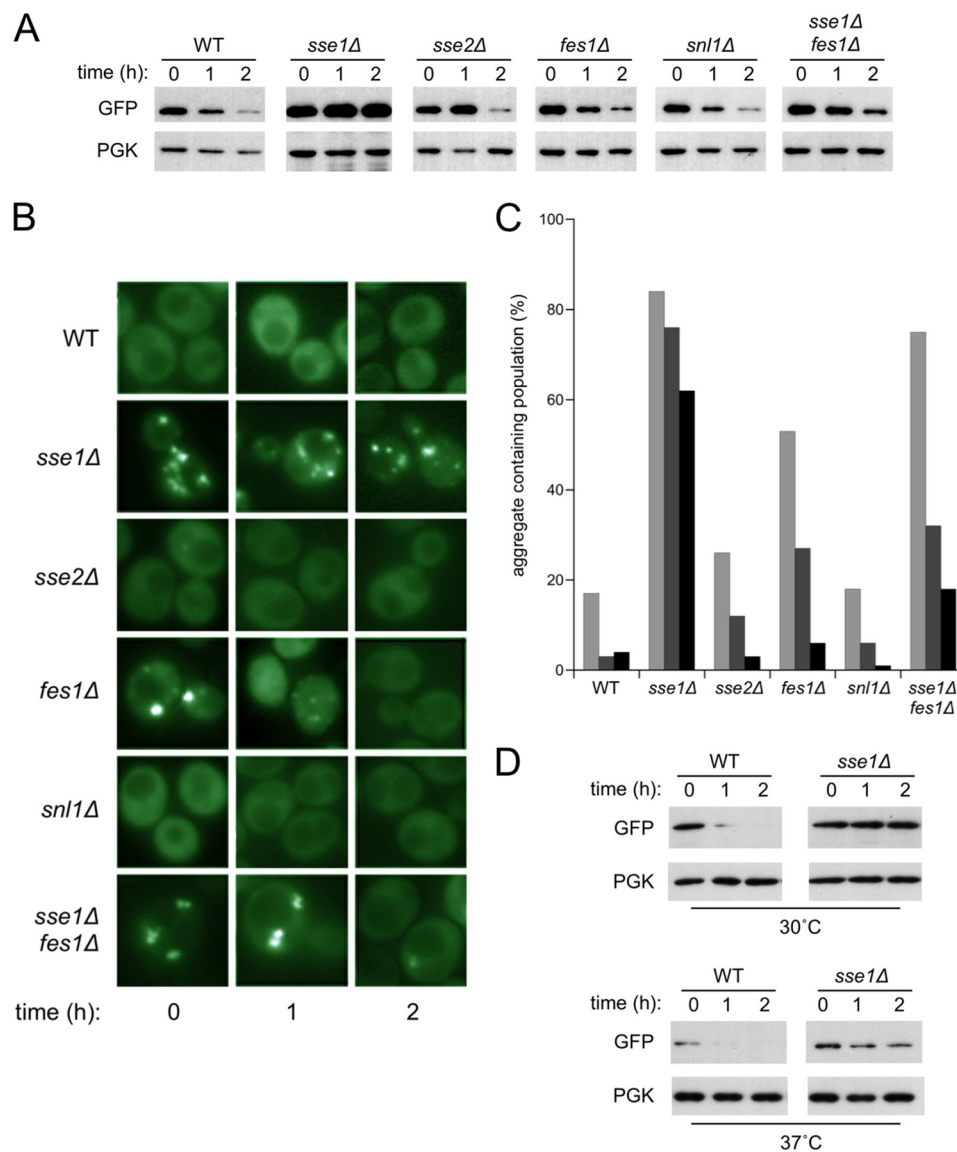 A
WT sse1Δ sse2Δ fes1Δ snl1Δ sse1Δ fes1Δ
time (h): 0 1 2 0 1 2 0 1 2 0 1 2 0 1 2 0 1 2
GFP
PGK
B
WT
sse1Δ
sse2Δ
fes1Δ
snl1Δ
sse1Δ
fes1Δ
time (h): 0 1 2
C
aggregate containing population (%)
100
80
60
40
20
0
WT sse1Δ sse2Δ fes1Δ snl1Δ sse1Δ
fes1Δ
D
WT sse1Δ
time (h): 0 1 2 0 1 2
GFP
PGK
30˚C
WT sse1Δ
time (h): 0 1 2 0 1 2
GFP
PGK
37˚C